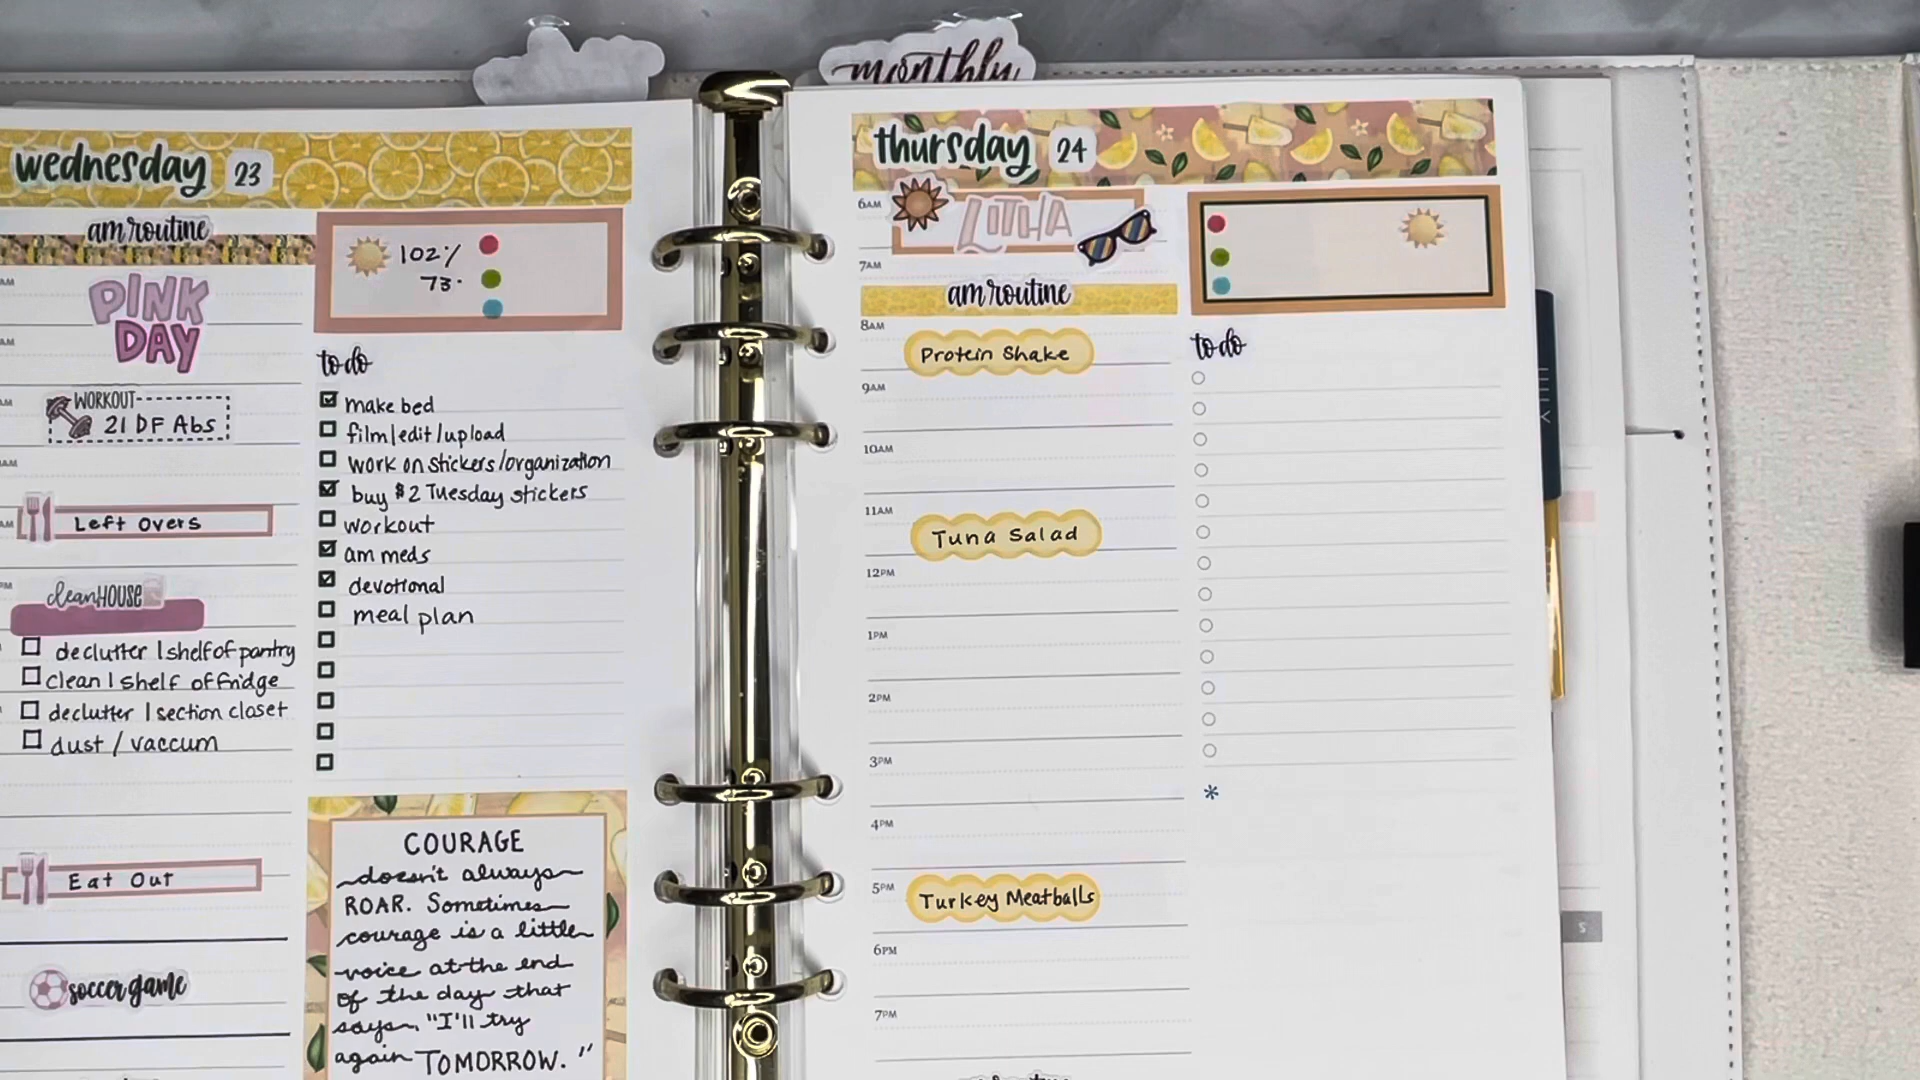 monthly
wednesday 23
am routine
PINK
DAY
WORKOUT
21 DF Abs
Left overs
clean HOUSE
declutter 1 shelf of pantry
clean 1 shelf of fridge
declutter 1 section closet
dust / vaccum
Eat Out
soccer game
102%
73.
to do
make bed
film/edit/upload
work on stickers/organization
buy $2 Tuesday stickers
workout
am meds
devotional
meal plan
COURAGE
doesn't always
ROAR. Sometimes
courage is a little
voice at the end
of the day that
says, "I'll try
again TOMORROW."
thursday 24
6AM
LITHA
7AM
am routine
8AM
Protein Shake
9AM
10AM
11AM
Tuna Salad
12PM
1PM
2PM
3PM
4PM
5PM
Turkey Meatballs
6PM
7PM
to do
*
JULY
S